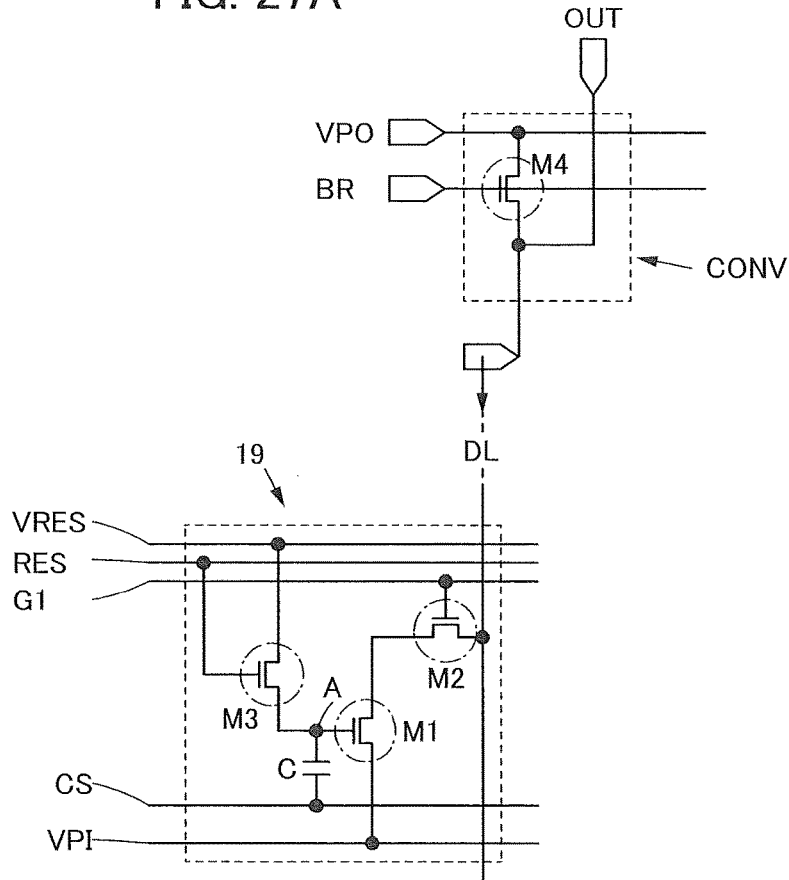 FIG. 27A
OUT
VPO
M4
BR
CONV
DL
19
VRES
RES
G1
M2
A
M3
M1
C
CS
VPI